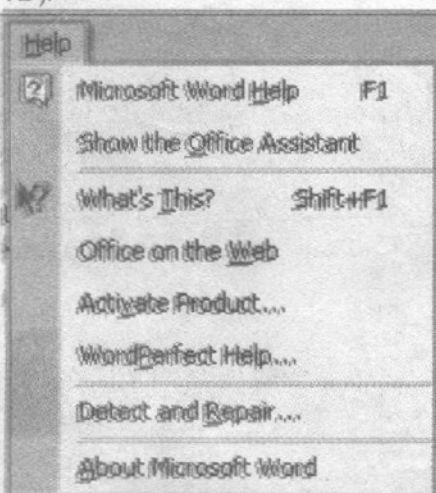 Help
Microsoft Word Help F1
Show the Office Assistant
What's This? Shift+F1
Office on the Web
Activate Product...
WordPerfect Help...
Detect and Repair...
About Microsoft Word